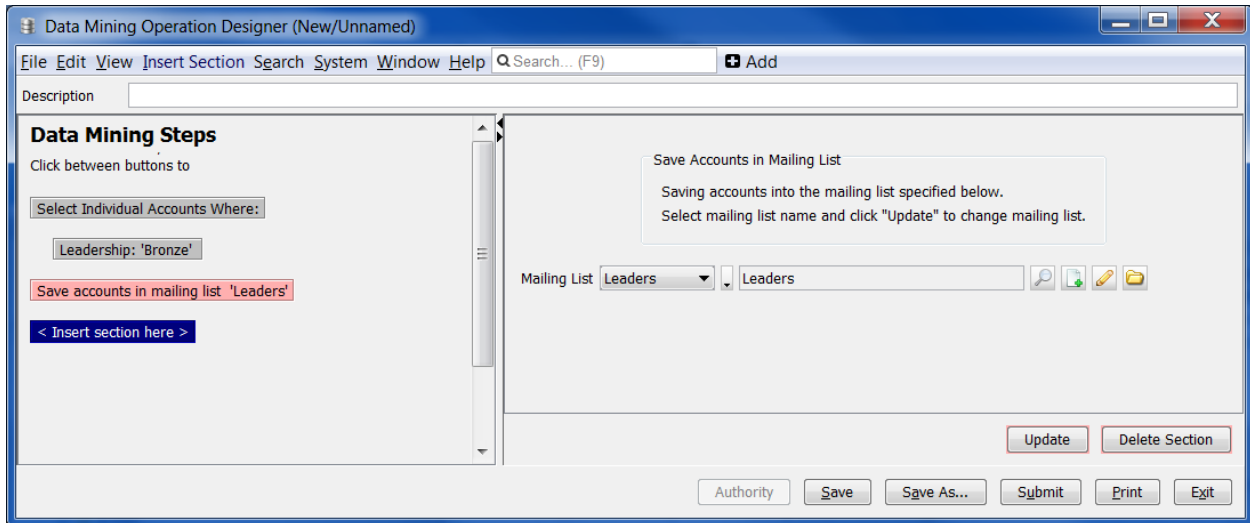 Data Mining Operation Designer (New/Unnamed)
File Edit View Insert Section Search System Window Help Search... (F9) Add
Description
Data Mining Steps
Click between buttons to
Select Individual Accounts Where:
Leadership: 'Bronze'
Save accounts in mailing list 'Leaders'
< Insert section here >
Save Accounts in Mailing List
Saving accounts into the mailing list specified below.
Select mailing list name and click "Update" to change mailing list.
Mailing List Leaders Leaders
Update Delete Section
Authority Save Save As... Submit Print Exit